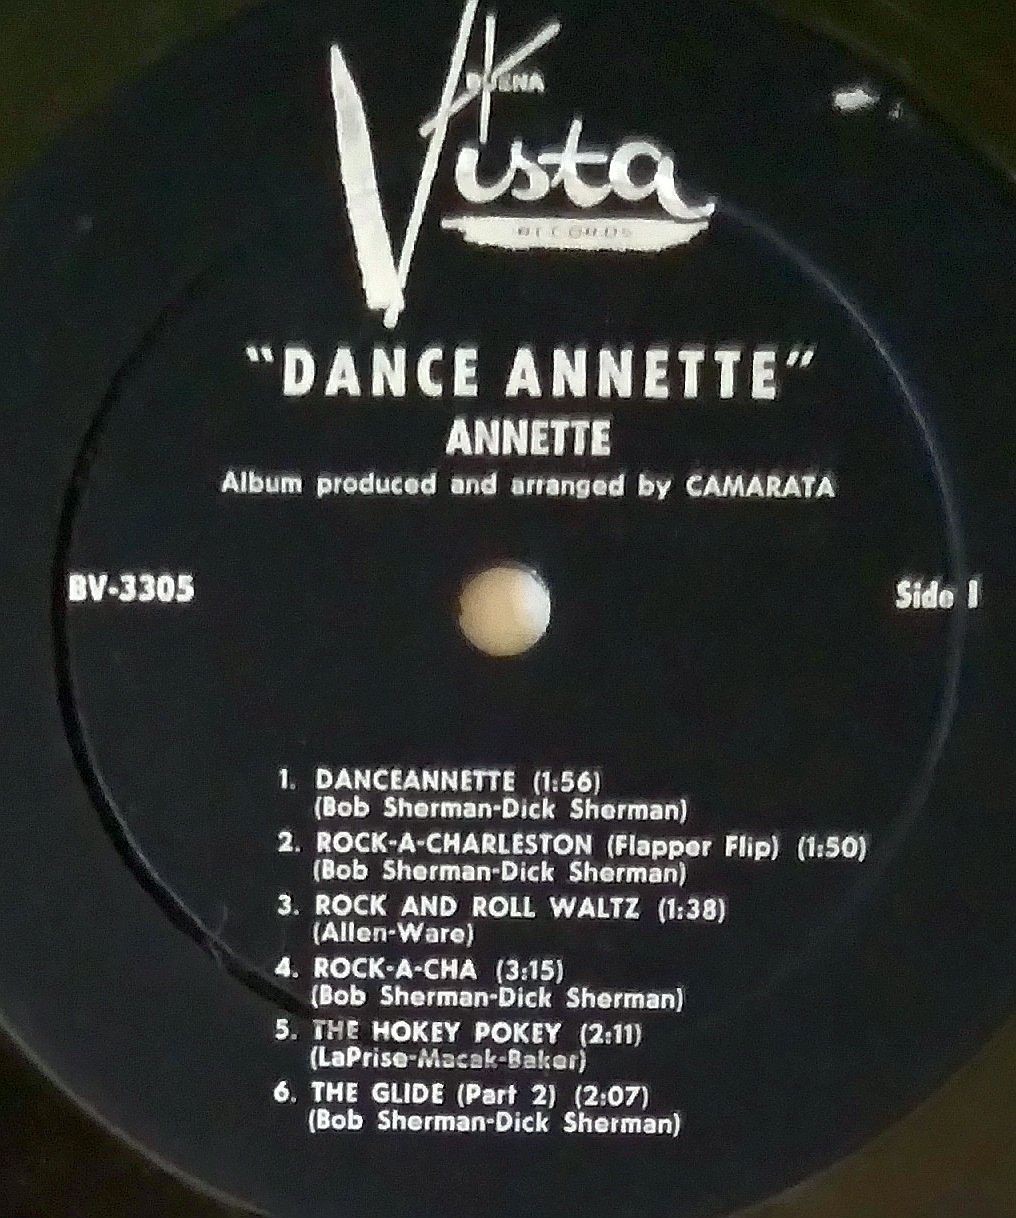 BUENA
Vista
RECORDS
"DANCE ANNETTE"
ANNETTE
Album produced and arranged by CAMARATA
BV-3305
Side 1
1. DANCEANNETTE (1:56)
(Bob Sherman-Dick Sherman)
2. ROCK-A-CHARLESTON (Flapper Flip) (1:50)
(Bob Sherman-Dick Sherman)
3. ROCK AND ROLL WALTZ (1:38)
(Allen-Ware)
4. ROCK-A-CHA (3:15)
(Bob Sherman-Dick Sherman)
5. THE HOKEY POKEY (2:11)
(LaPrise-Macak-Baker)
6. THE GLIDE (Part 2) (2:07)
(Bob Sherman-Dick Sherman)